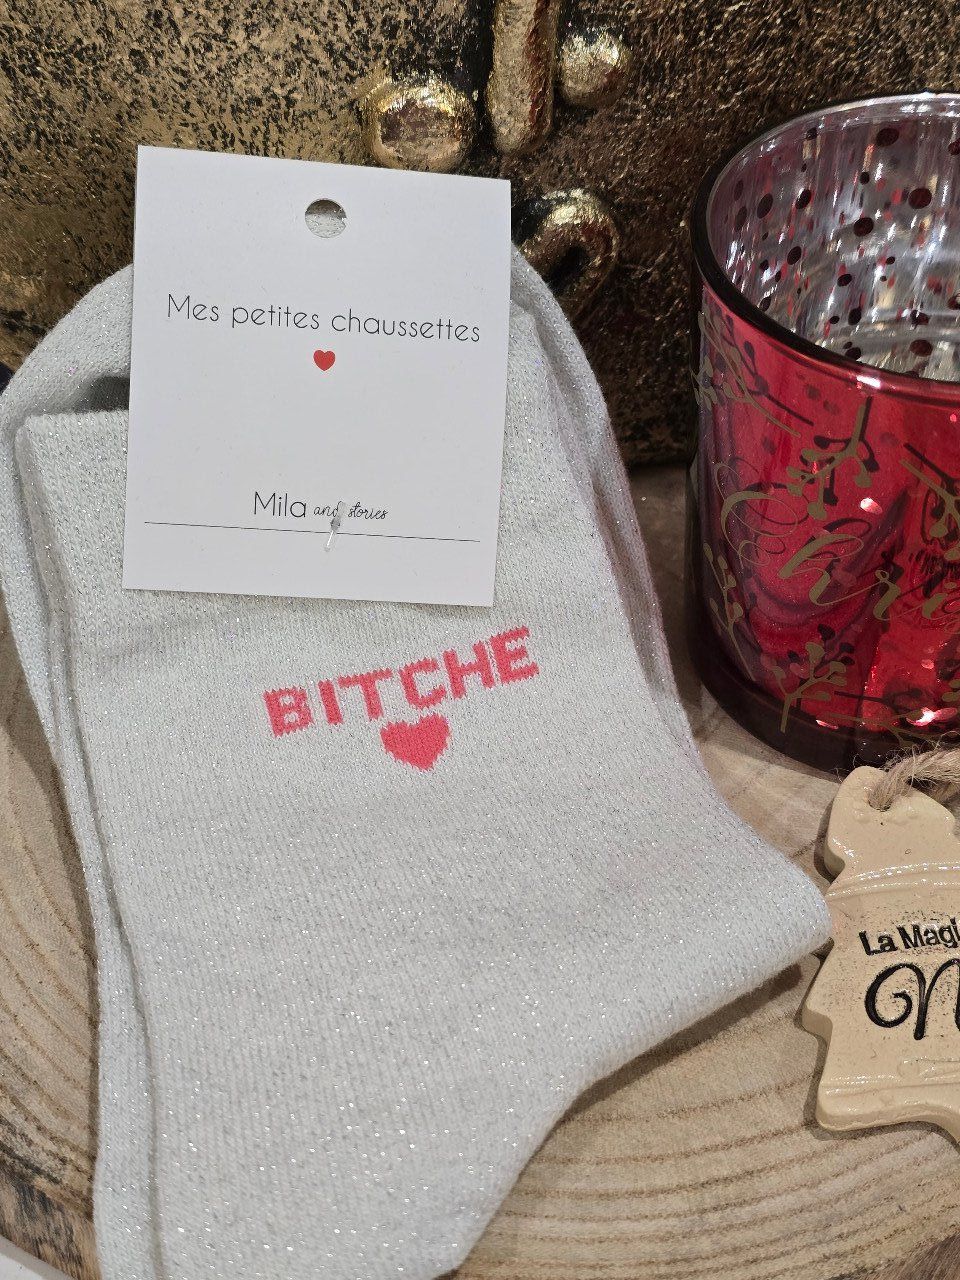 Mes petites chaussettes
Mila and stories
BITCHE
La Magi